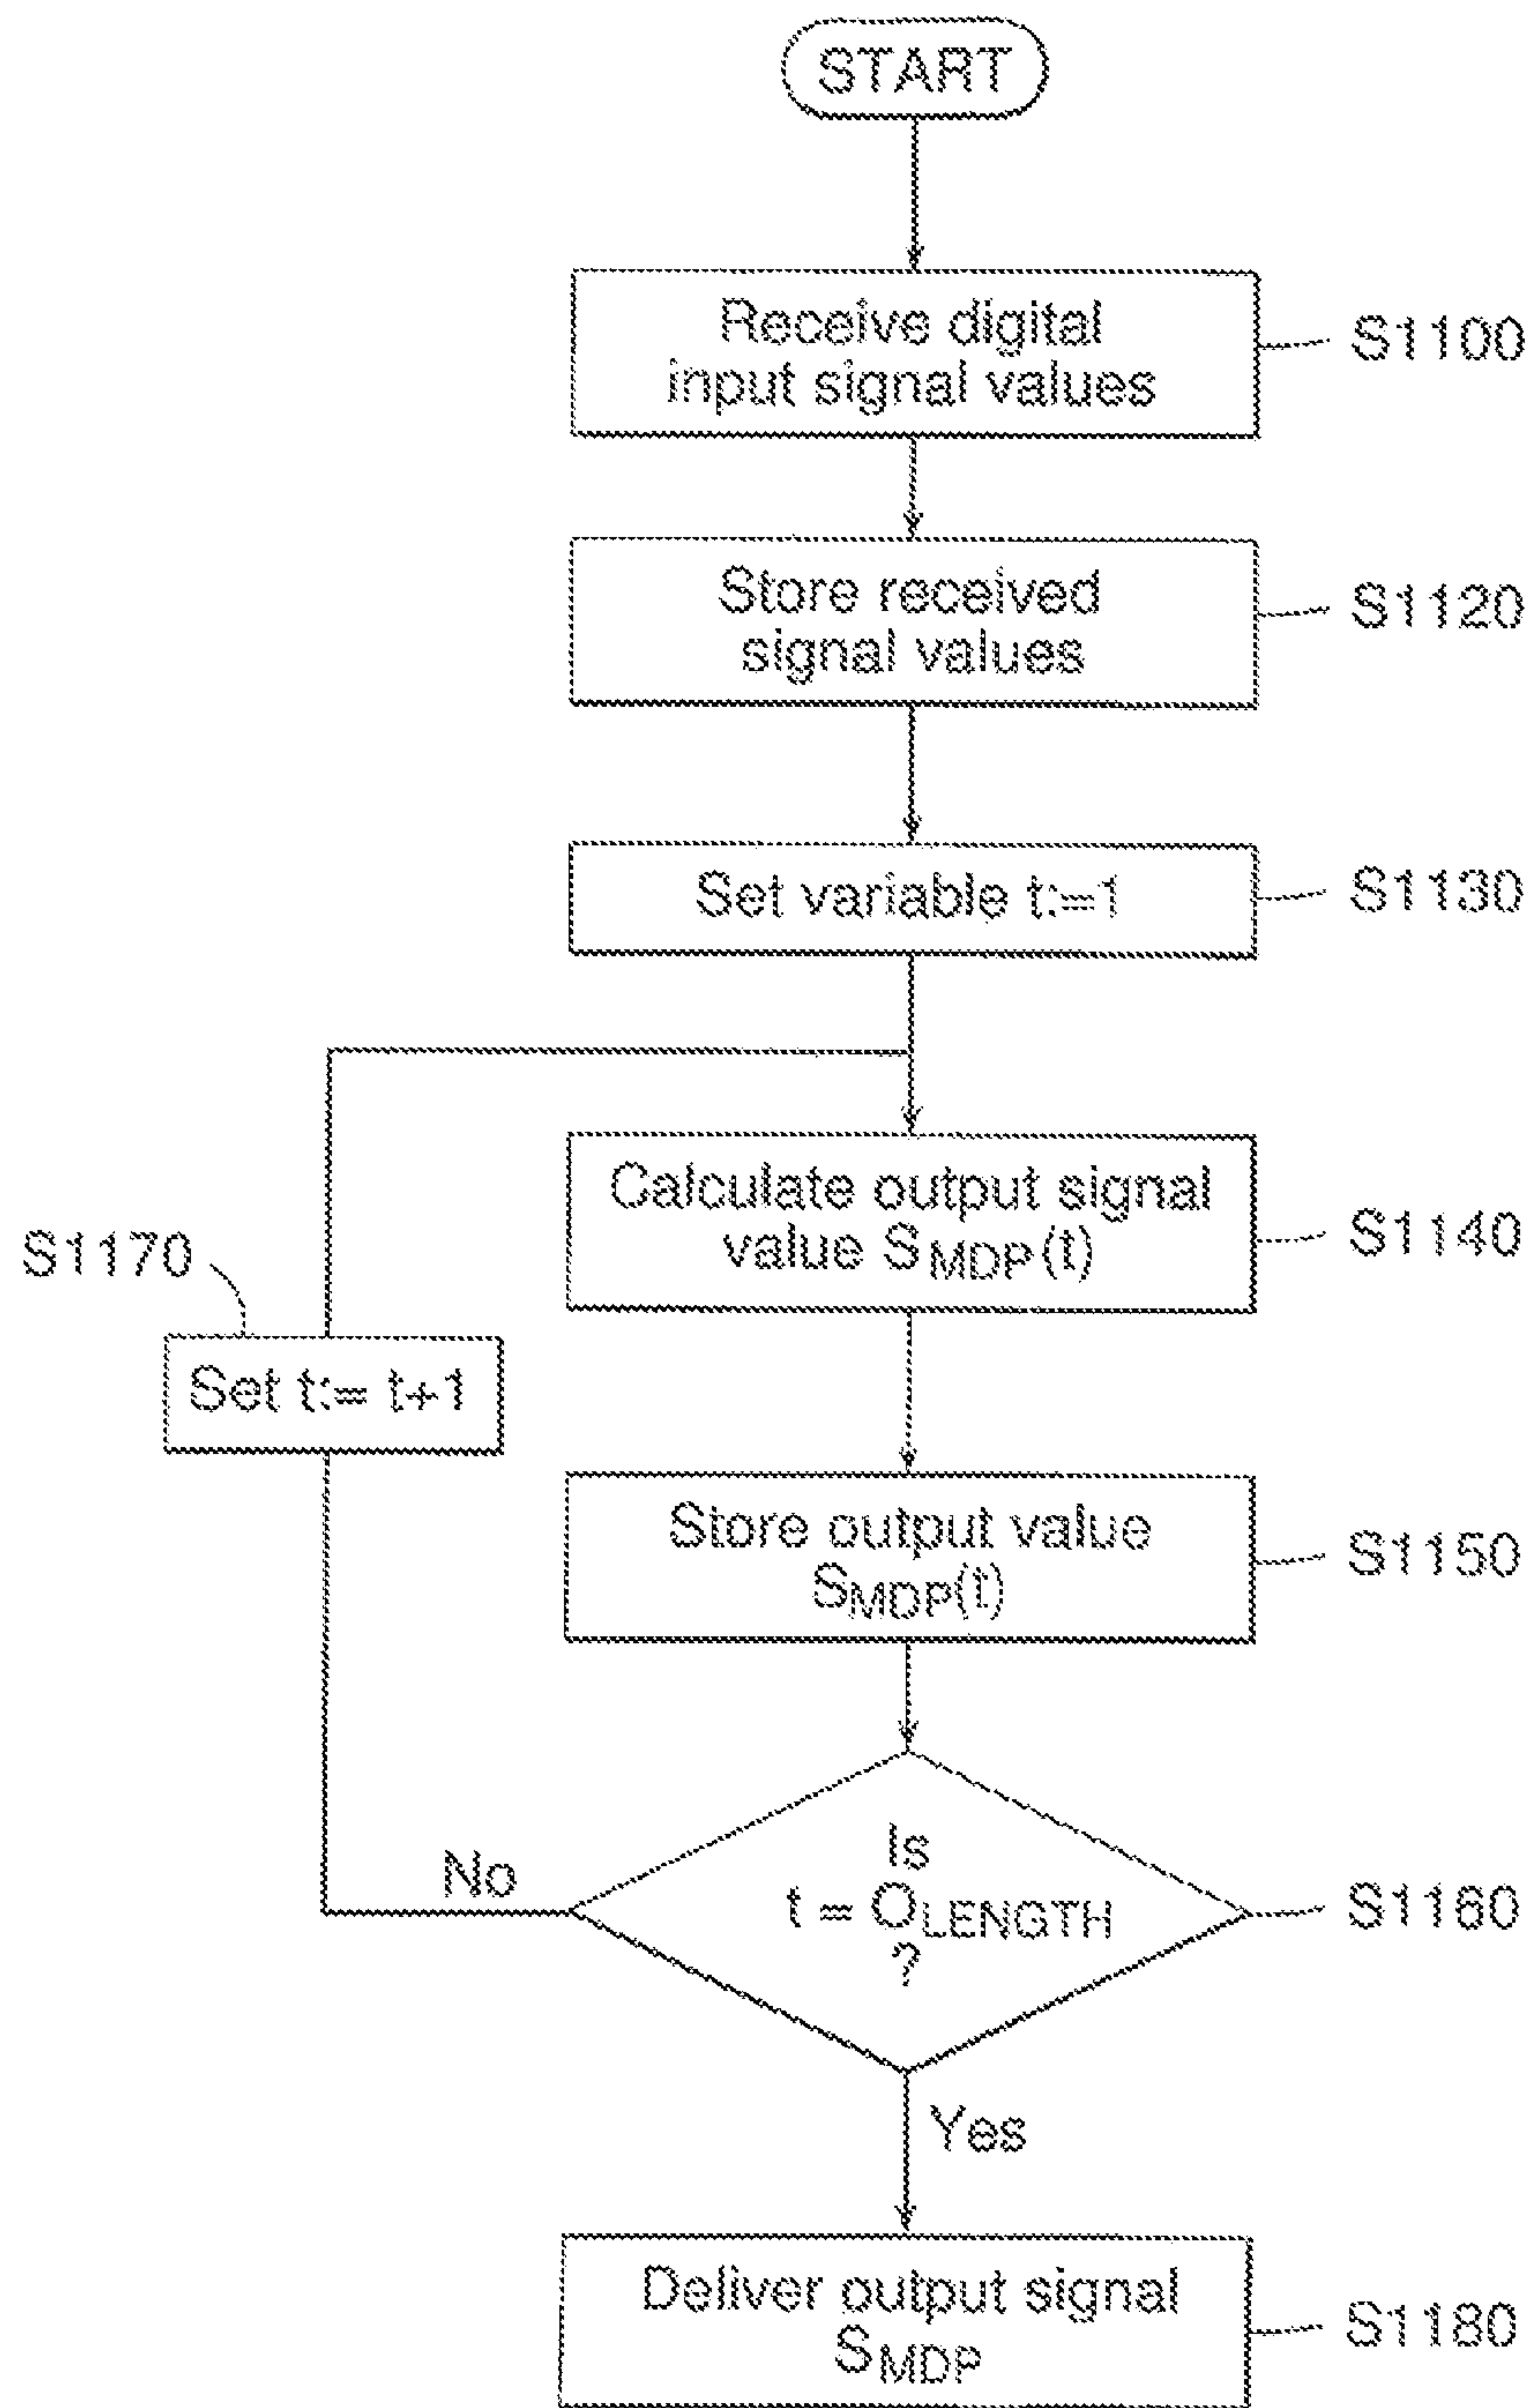 START
Receive digital
input signal values
S1100
Store received
signal values
S1120
Set variable t:=1
S1130
Calculate output signal
value SMDP(t)
S1140
S1170
Set t:= t+1
Store output value
SMDP(t)
S1150
Is
t = OLENGTH
?
S1160
No
Yes
Deliver output signal
SMDP
S1180